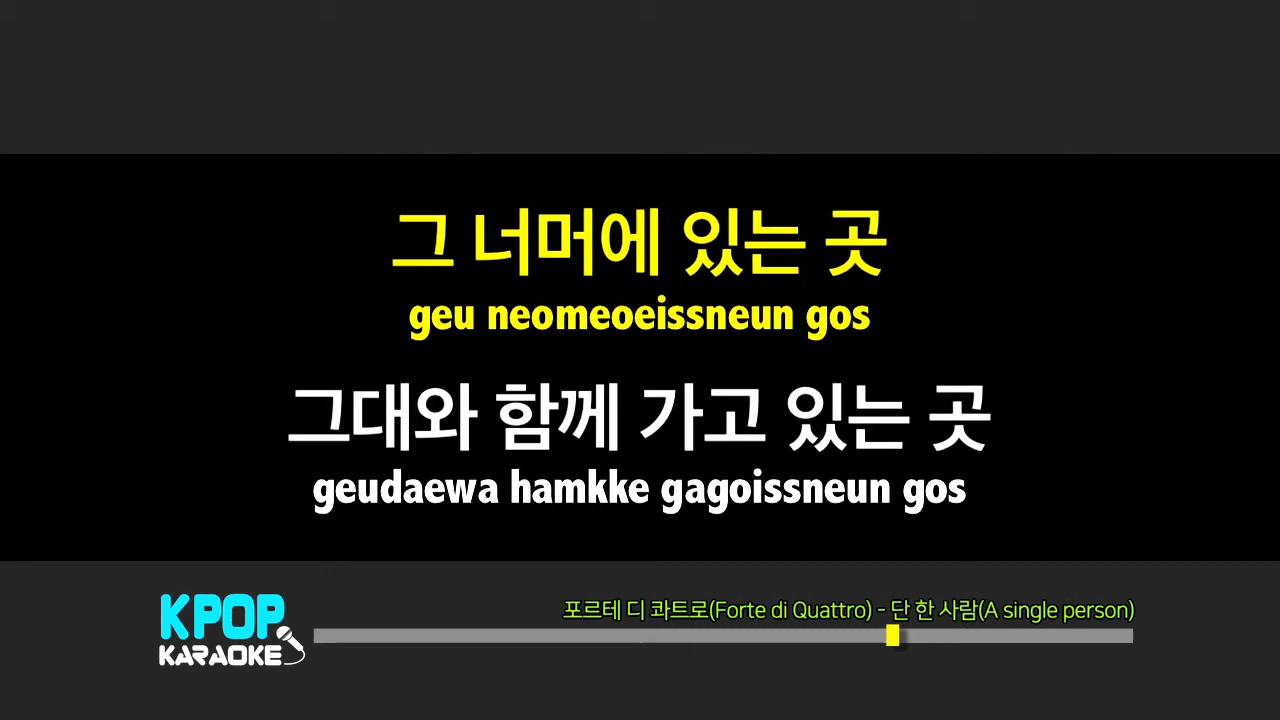 그 너머에 있는 곳
geu neomeoeissneun gos
그대와 함께 가고 있는 곳
geudaewa hamkke gagoissneun gos
포르테 디 콰트로(Forte di Quattro) - 단 한 사람(A single person)
KPOP
KARAOKE